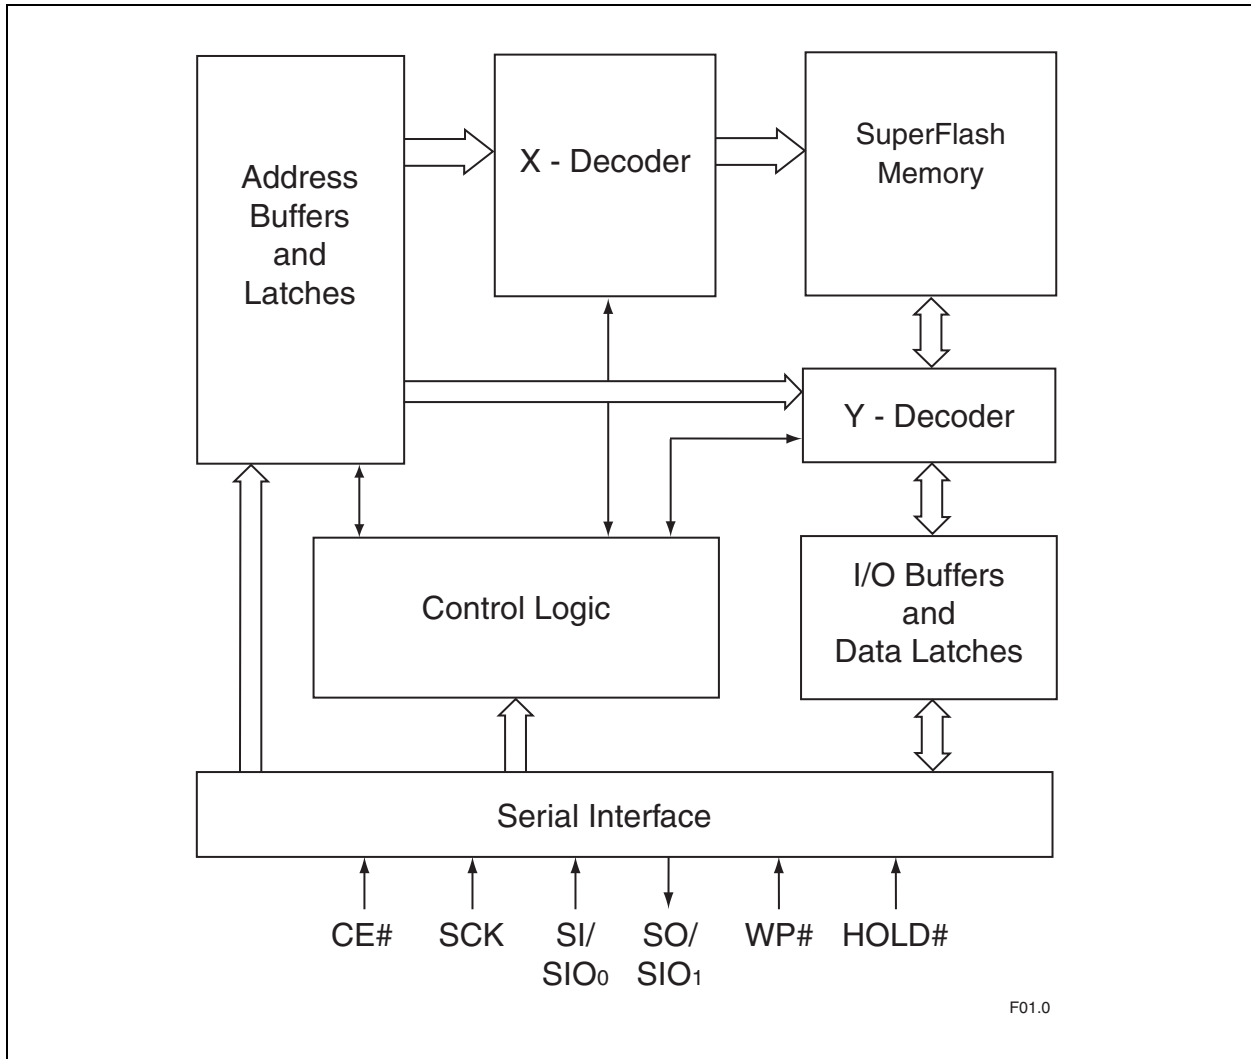 Address
Buffers
and
Latches
X - Decoder
SuperFlash
Memory
Y - Decoder
Control Logic
I/O Buffers
and
Data Latches
Serial Interface
CE#
SCK
SI/
SIO0
SO/
SIO1
WP#
HOLD#
F01.0